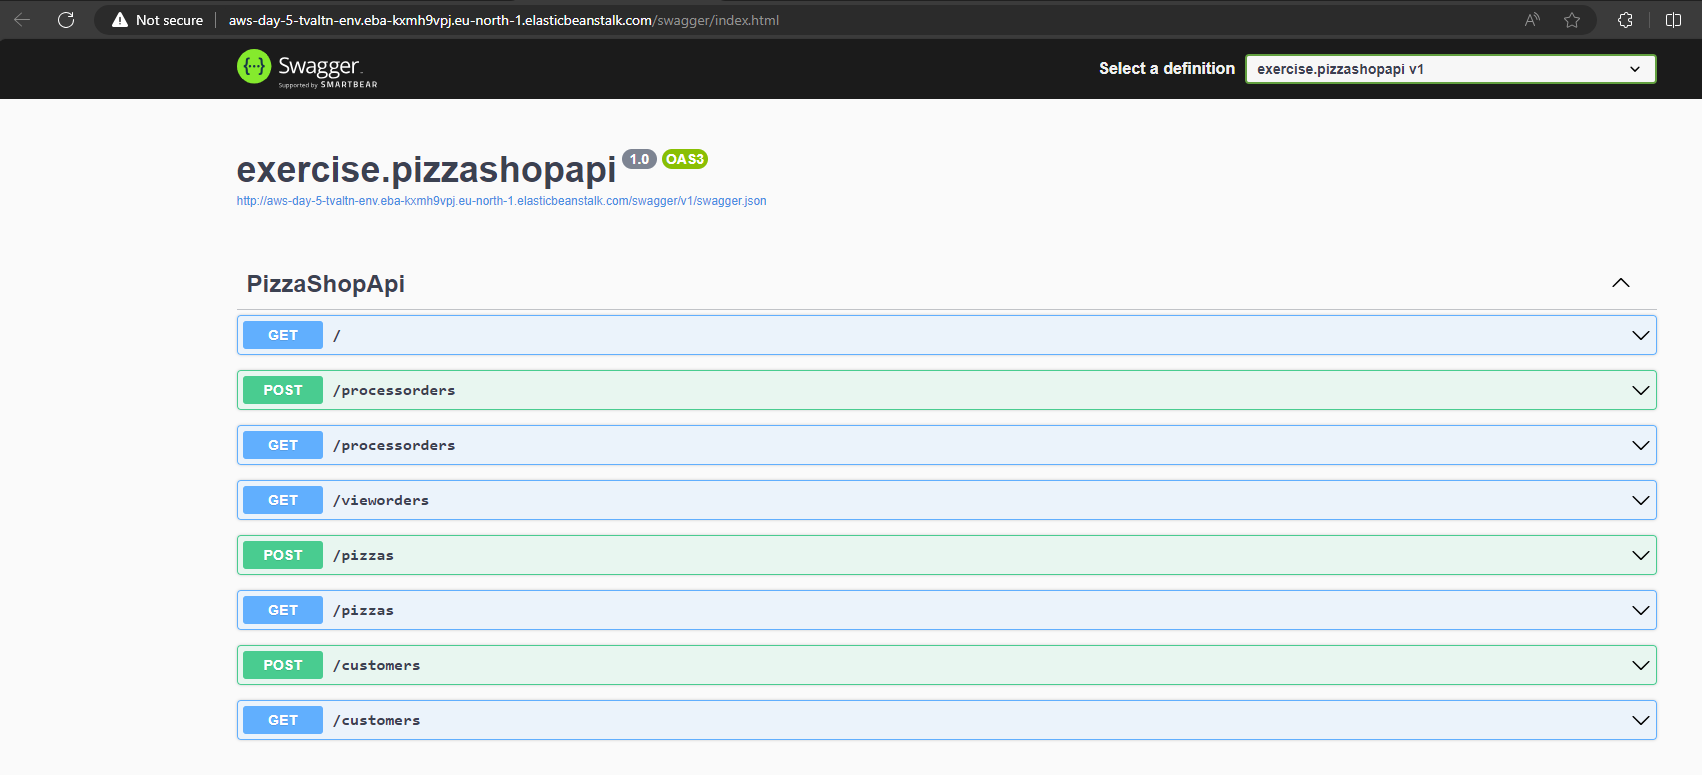 Not secure aws-day-5-tvaltn-env.eba-kxmh9vpj.eu-north-1.elasticbeanstalk.com/swagger/index.html
{···} Swagger
Supported by SMARTBEAR
Select a definition exercise.pizzashopapi v1
exercise.pizzashopapi 1.0 OAS3
http://aws-day-5-tvaltn-env.eba-kxmh9vpj.eu-north-1.elasticbeanstalk.com/swagger/v1/swagger.json
PizzaShopApi
GET /
POST /processorders
GET /processorders
GET /vieworders
POST /pizzas
GET /pizzas
POST /customers
GET /customers